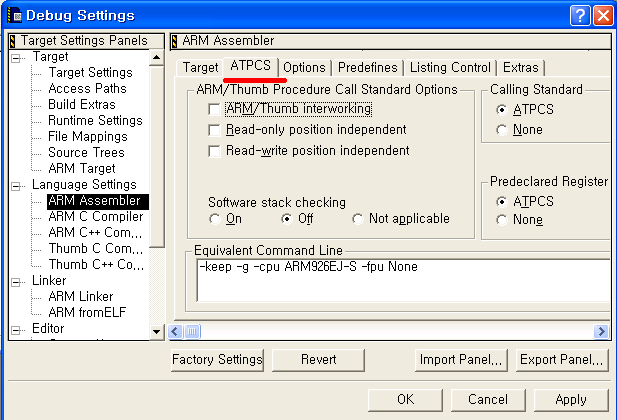 Debug Settings
Target Settings Panels
Target
Target Settings
Access Paths
Build Extras
Runtime Settings
File Mappings
Source Trees
ARM Target
Language Settings
ARM Assembler
ARM C Compiler
ARM C++ Com...
Thumb C Com...
Thumb C++ Co...
Linker
ARM Linker
ARM fromELF
Editor
ARM Assembler
Target ATPCS Options Predefines Listing Control Extras
ARM/Thumb Procedure Call Standard Options
ARM/Thumb interworking
Read-only position independent
Read-write position independent
Software stack checking
On Off Not applicable
Calling Standard
ATPCS
None
Predeclared Register
ATPCS
None
Equivalent Command Line
-keep -g -cpu ARM926EJ-S -fpu None
Factory Settings Revert Import Panel... Export Panel...
OK Cancel Apply